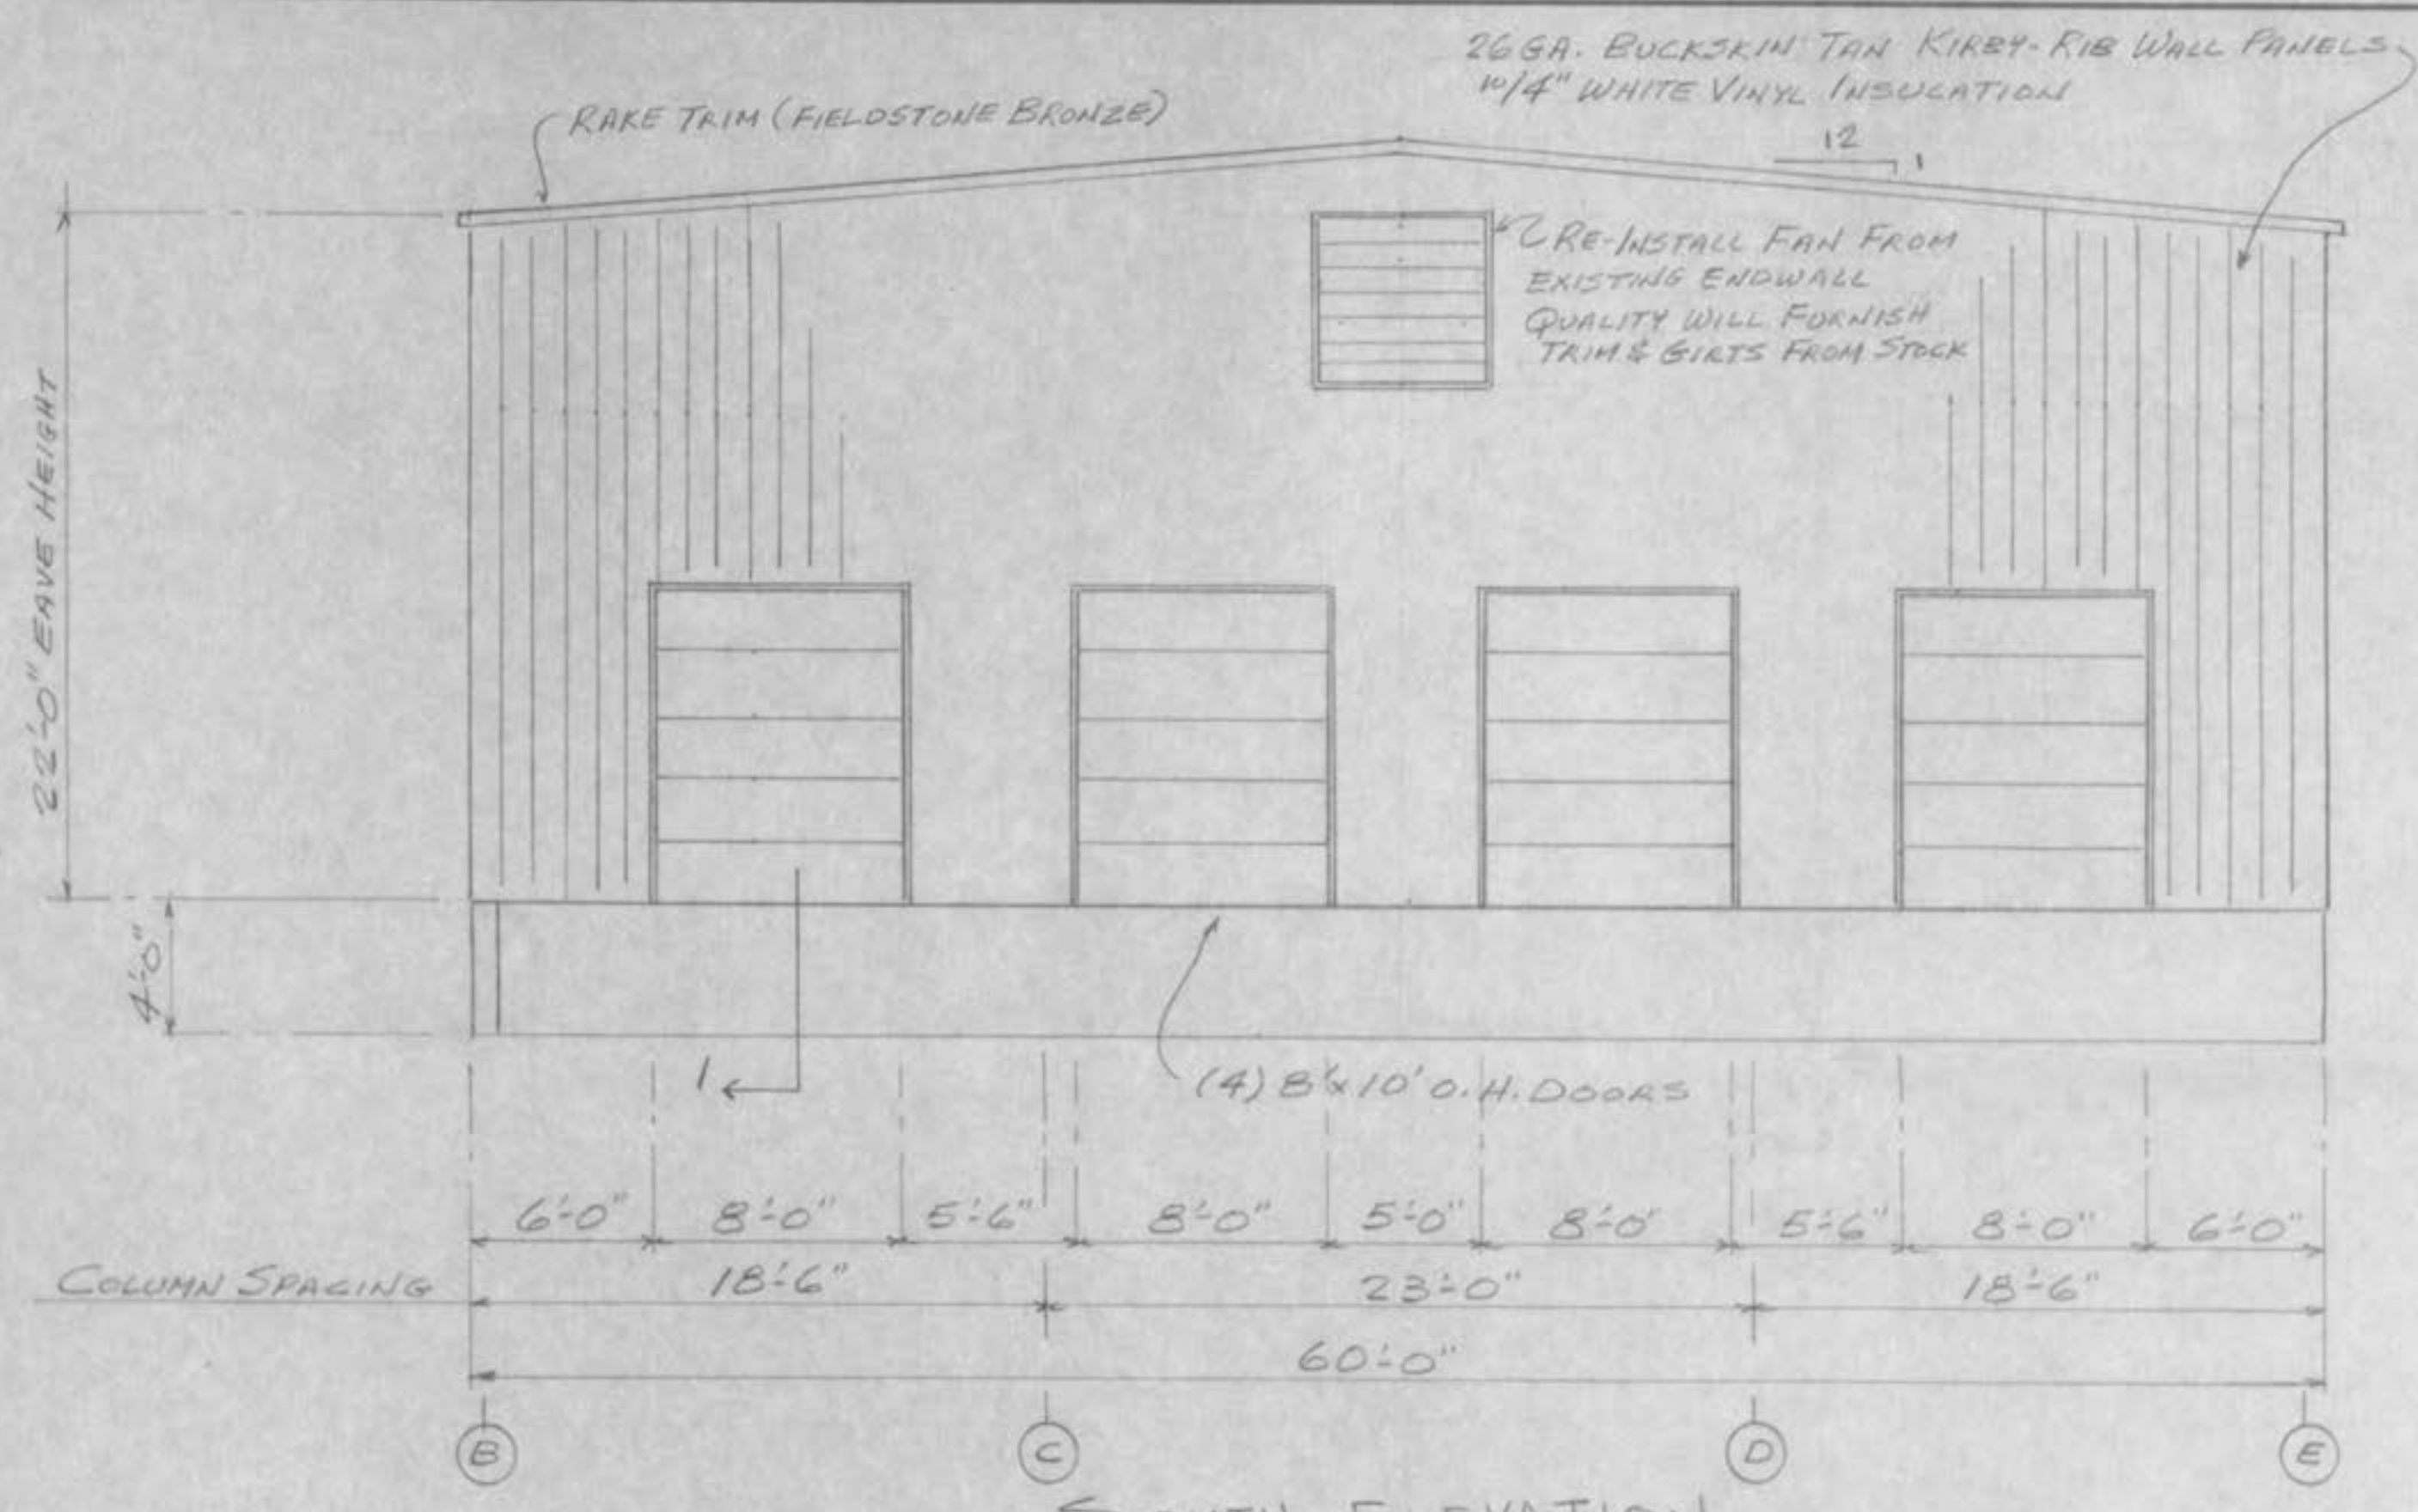 26 GA. BUCKSKIN TAN KIRBY-RIB WALL PANELS
W/4" WHITE VINYL INSULATION
RAKE TRIM (FIELDSTONE BRONZE)
12
1
RE-INSTALL FAN FROM
EXISTING ENDWALL
QUALITY WILL FURNISH
TRIM & GIRTS FROM STOCK
22'-0" EAVE HEIGHT
4'-0"
1
(4) 8'x10' O.H. DOORS
6'-0" 8'-0" 5'-6" 8'-0" 5'-0" 8'-0" 5'-6" 8'-0" 6'-0"
COLUMN SPACING 18'-6" 23'-0" 18'-6"
60'-0"
B C D E
ELEVATION